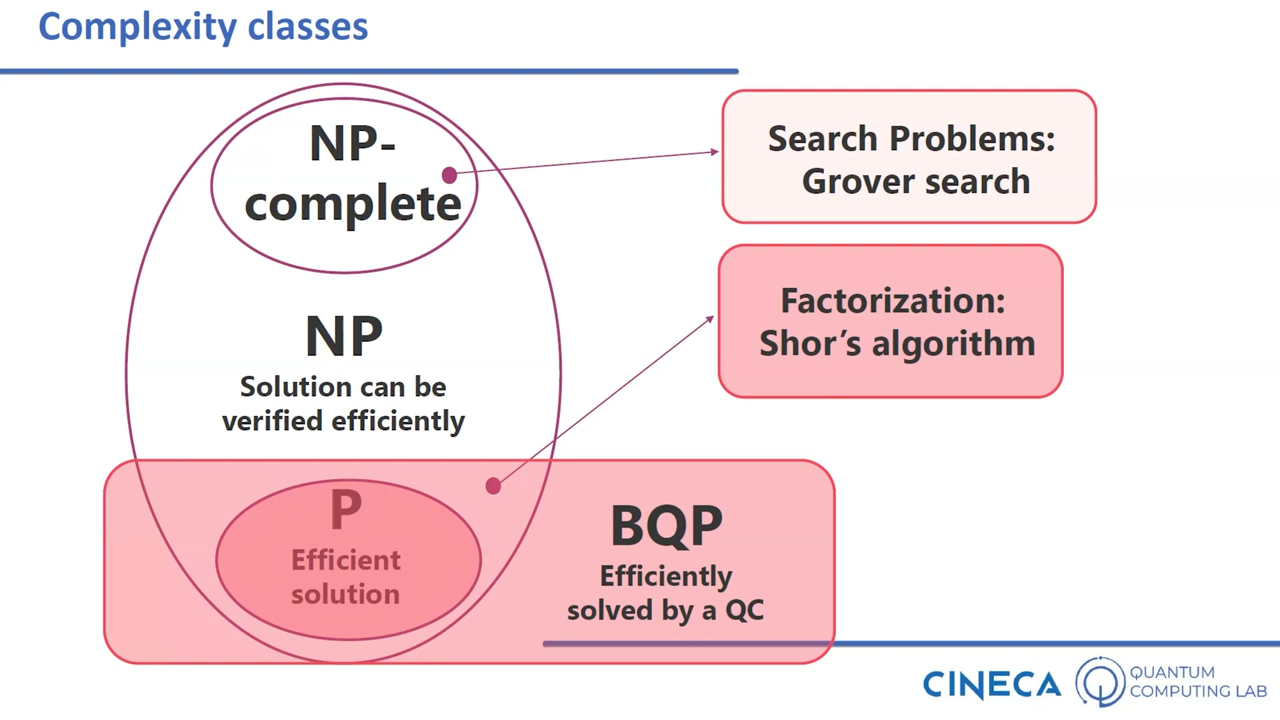 Complexity classes
NP-
complete
Search Problems:
Grover search
Factorization:
Shor’s algorithm
NP
Solution can be
verified efficiently
P
Efficient
solution
BQP
Efficiently
solved by a QC
CINECA
QUANTUM
COMPUTING LAB